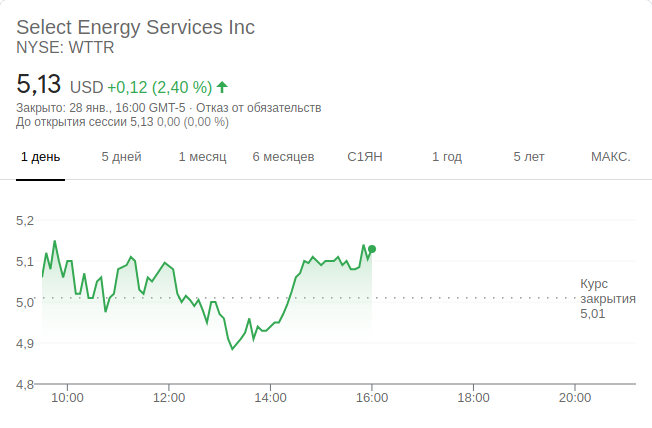 Select Energy Services Inc
NYSE: WTTR
5,13 USD +0,12 (2,40 %)
Закрыто: 28 янв., 16:00 GMT-5 · Отказ от обязательств
До открытия сессии 5,13 0,00 (0,00 %)
1 день 5 дней 1 месяц 6 месяцев С1ЯН 1 год 5 лет МАКС.
5,2
5,1
5,0
4,9
4,8
Курс
закрытия
5,01
10:00 12:00 14:00 16:00 18:00 20:00